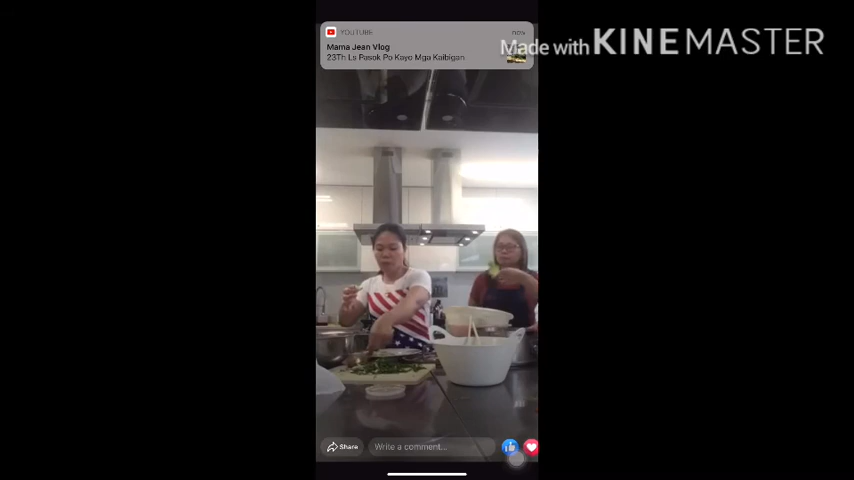 YOUTUBE
now
Mama Jean Vlog
23Th Ls Pasok Po Kayo Mga Kaibigan
Made with KINEMASTER
Share
Write a comment...